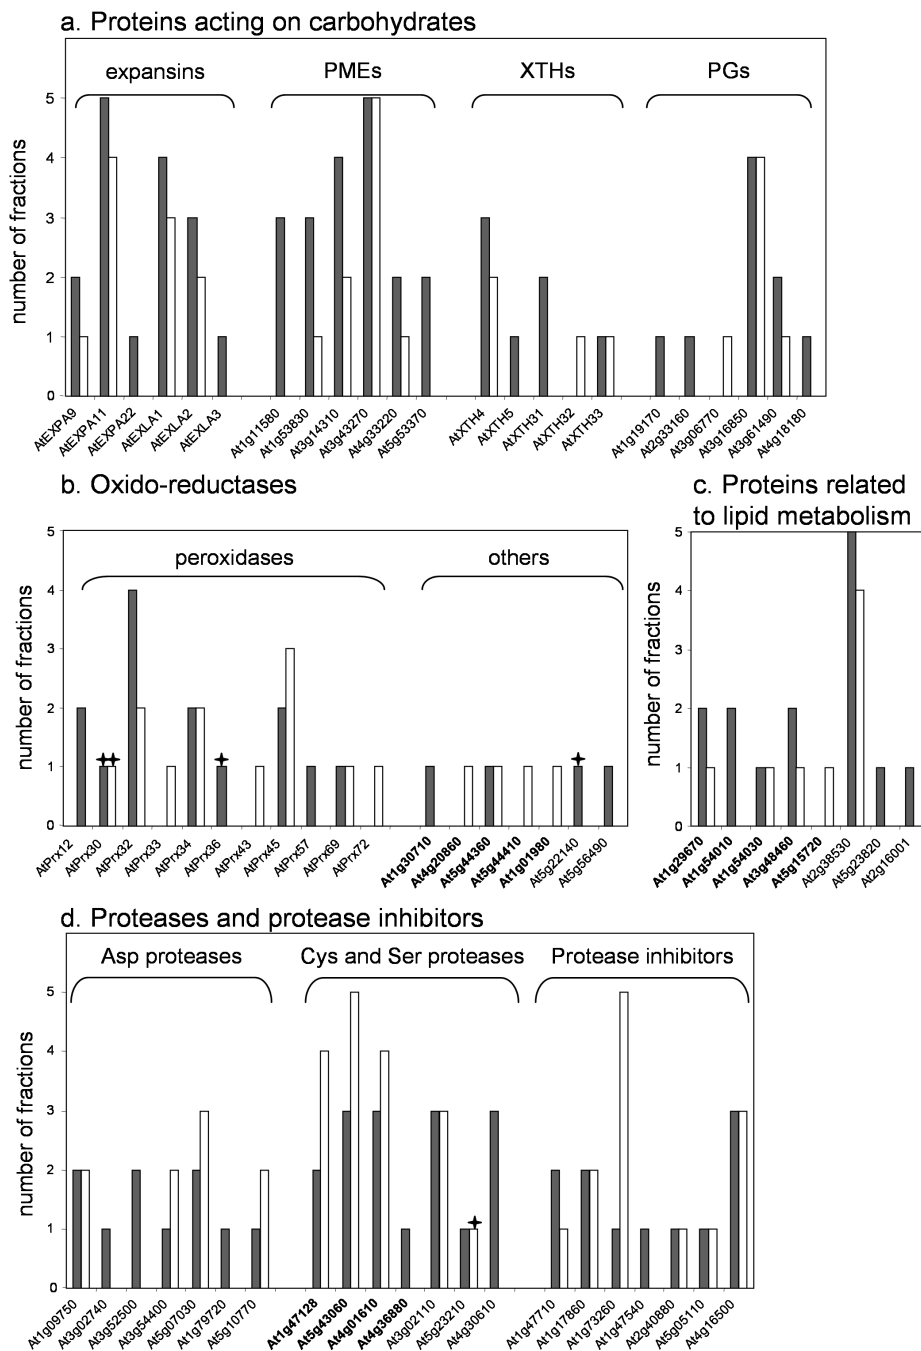 a. Proteins acting on carbohydrates
expansins PMEs XTHs PGs
number of fractions
5
4
3
2
1
0
AtEXPA9
AtEXPA11
AtEXPA22
AtEXLA1
AtEXLA2
AtEXLA3
At1g11580
At1g53830
At3g14310
At3g43270
At4g33220
At5g53370
AtXTH4
AtXTH5
AtXTH31
AtXTH32
AtXTH33
At1g19170
At2g33160
At3g06770
At3g16850
At3g61490
At4g18180
b. Oxido-reductases
peroxidases others
number of fractions
5
4
3
2
1
0
AtPrx12
AtPrx30
AtPrx32
AtPrx33
AtPrx34
AtPrx36
AtPrx43
AtPrx45
AtPrx57
AtPrx69
AtPrx72
At1g30710
At4g20860
At5g44360
At5g44410
At1g01980
At5g22140
At5g56490
c. Proteins related
to lipid metabolism
number of fractions
5
4
3
2
1
0
At1g29670
At1g54010
At1g54030
At3g48460
At5g15720
At2g38530
At5g23820
At2g16001
d. Proteases and protease inhibitors
Asp proteases Cys and Ser proteases Protease inhibitors
number of fractions
5
4
3
2
1
0
At1g09750
At3g02740
At3g52500
At3g54400
At5g07030
At1g79720
At5g10770
At1g47128
At5g43060
At4g01610
At4g36880
At3g02110
At5g23210
At4g30610
At1g47710
At1g17860
At1g73260
At1g47540
At2g40880
At5g05110
At4g16500